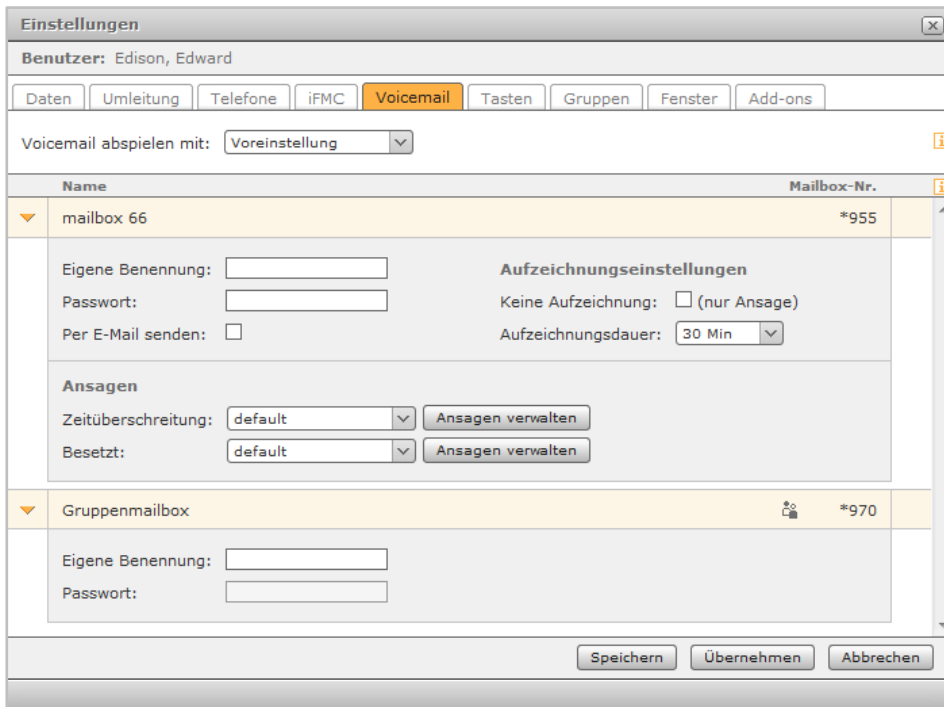 Einstellungen
Benutzer: Edison, Edward
Daten Umleitung Telefone iFMC Voicemail Tasten Gruppen Fenster Add-ons
Voicemail abspielen mit: Voreinstellung
Name Mailbox-Nr.
mailbox 66 *955
Eigene Benennung: Aufzeichnungseinstellungen
Passwort: Keine Aufzeichnung: (nur Ansage)
Per E-Mail senden: Aufzeichnungsdauer: 30 Min
Ansagen
Zeitüberschreitung: default Ansagen verwalten
Besetzt: default Ansagen verwalten
Gruppenmailbox *970
Eigene Benennung:
Passwort:
Speichern Übernehmen Abbrechen